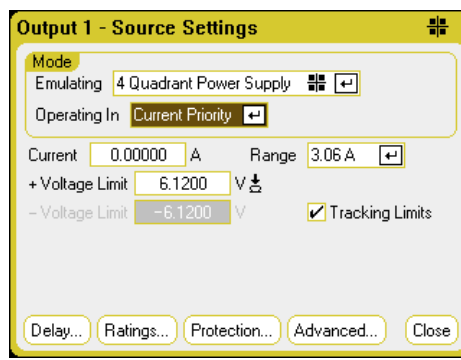 Output 1 - Source Settings
Mode
Emulating 4 Quadrant Power Supply
Operating In Current Priority
Current 0.00000 A Range 3.06 A
+ Voltage Limit 6.1200 V
- Voltage Limit -6.1200 V Tracking Limits
Delay... Ratings... Protection... Advanced... Close